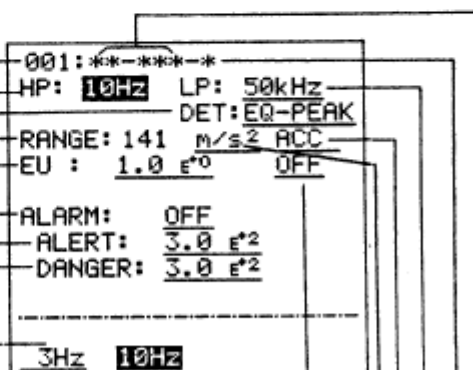 001:**-***-*
HP: 10Hz LP: 50kHz
DET:EQ-PEAK
RANGE: 141 m/s2 ACC
EU : 1.0 E+0 OFF
ALARM: OFF
ALERT: 3.0 E+2
DANGER: 3.0 E+2
3Hz 10Hz